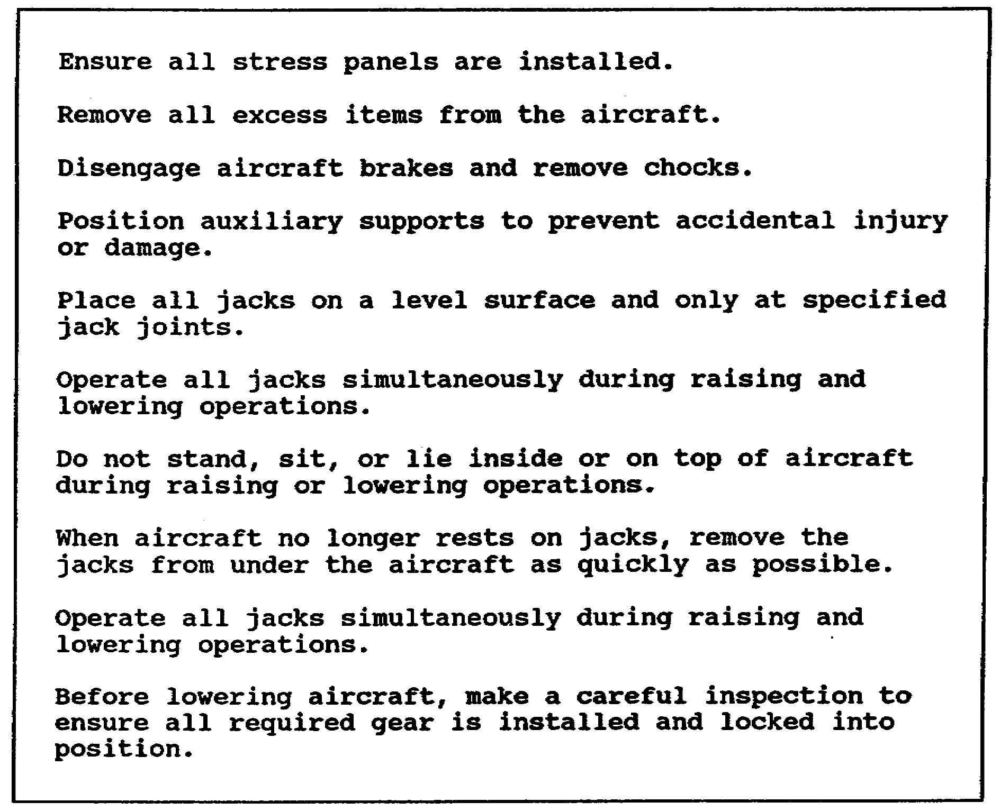 Ensure all stress panels are installed.
Remove all excess items from the aircraft.
Disengage aircraft brakes and remove chocks.
Position auxiliary supports to prevent accidental injury
or damage.
Place all jacks on a level surface and only at specified
jack joints.
Operate all jacks simultaneously during raising and
lowering operations.
Do not stand, sit, or lie inside or on top of aircraft
during raising or lowering operations.
When aircraft no longer rests on jacks, remove the
jacks from under the aircraft as quickly as possible.
Operate all jacks simultaneously during raising and
lowering operations.
Before lowering aircraft, make a careful inspection to
ensure all required gear is installed and locked into
position.